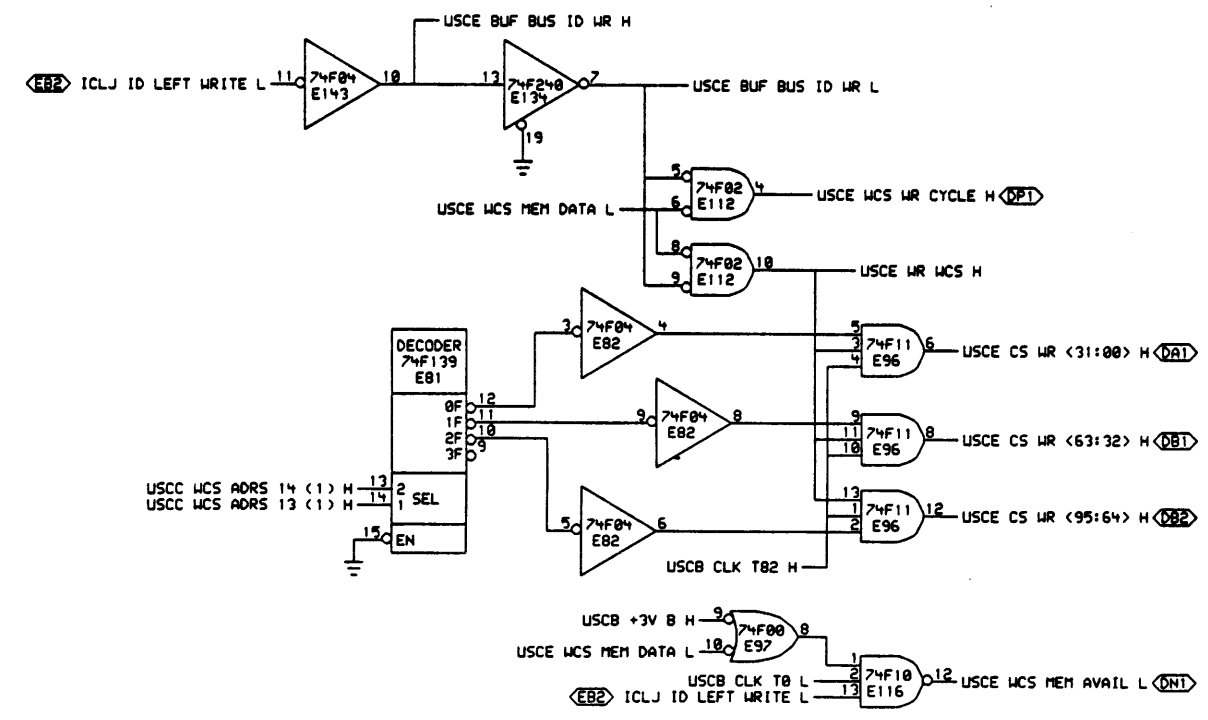 USCE BUF BUS ID WR H
EB2 ICLJ ID LEFT WRITE L 11 74F04 E143 10
13 74F240 E134 7 19
USCE BUF BUS ID WR L
USCE WCS MEM DATA L
5 6 74F02 E112 4
USCE WCS WR CYCLE H DP1
8 9 74F02 E112 10
USCE WR WCS H
3 74F04 E82 4
5 3 4 74F11 E96 6
USCE CS WR <31:00> H DA1
DECODER
74F139
E81
0F 12
1F 11
2F 10
3F 9
9 74F04 E82 8
9 11 10 74F11 E96 8
USCE CS WR <63:32> H DB1
USCC WCS ADRS 14 (1) H 13 2
USCC WCS ADRS 13 (1) H 14 1
SEL
15 EN
5 74F04 E82 6
13 1 2 74F11 E96 12
USCE CS WR <95:64> H DB2
USCB CLK T82 H
USCB +3V B H 9
USCE WCS MEM DATA L 10
74F00 E97 8
USCB CLK T0 L
EB2 ICLJ ID LEFT WRITE L
1 2 13 74F10 E116 12
USCE WCS MEM AVAIL L DN1